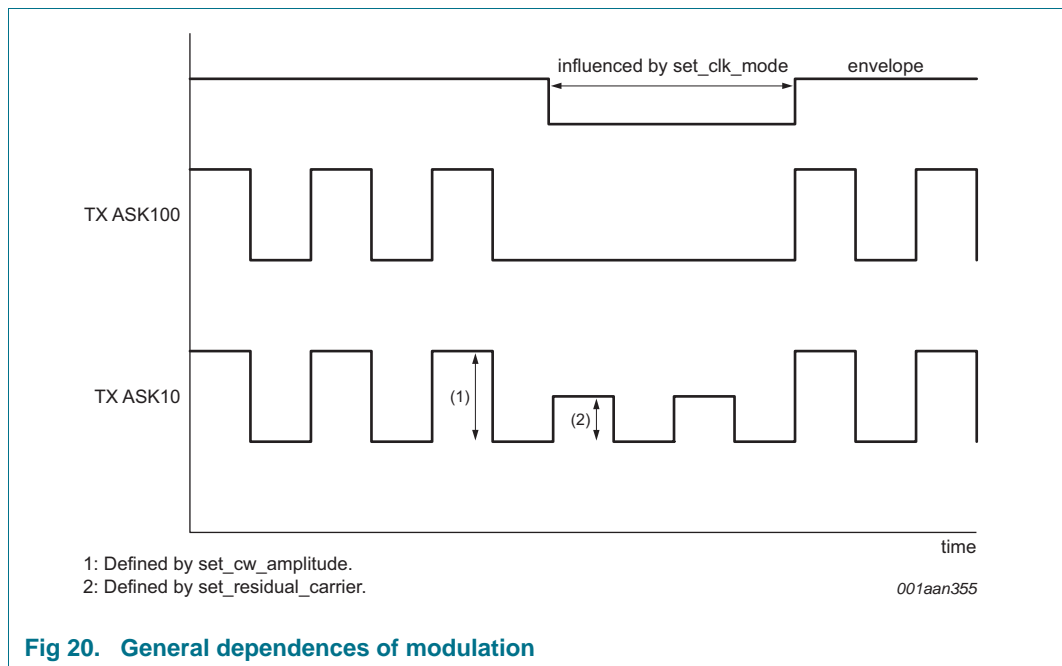 influenced by set_clk_mode
envelope
TX ASK100
TX ASK10
(1)
(2)
time
1: Defined by set_cw_amplitude.
2: Defined by set_residual_carrier.
001aan355
Fig 20. General dependences of modulation